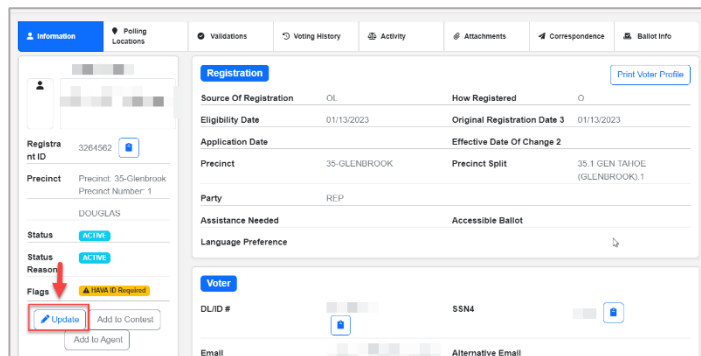 Information
Polling Locations
Validations
Voting History
Activity
Attachments
Correspondence
Ballot Info
Registra
nt ID
3264562
Precinct
Precinct: 35-Glenbrook
Precinct Number: 1
DOUGLAS
Status
ACTIVE
Status
Reason
ACTIVE
Flags
HAVA ID Required
Update
Add to Contest
Add to Agent
Registration
Print Voter Profile
Source Of Registration OL How Registered O
Eligibility Date 01/13/2023 Original Registration Date 3 01/13/2023
Application Date Effective Date Of Change 2
Precinct 35-GLENBROOK Precinct Split 35.1 GEN TAHOE
(GLENBROOK).1
Party REP
Assistance Needed Accessible Ballot
Language Preference
Voter
DL/ID # SSN4
Email Alternative Email